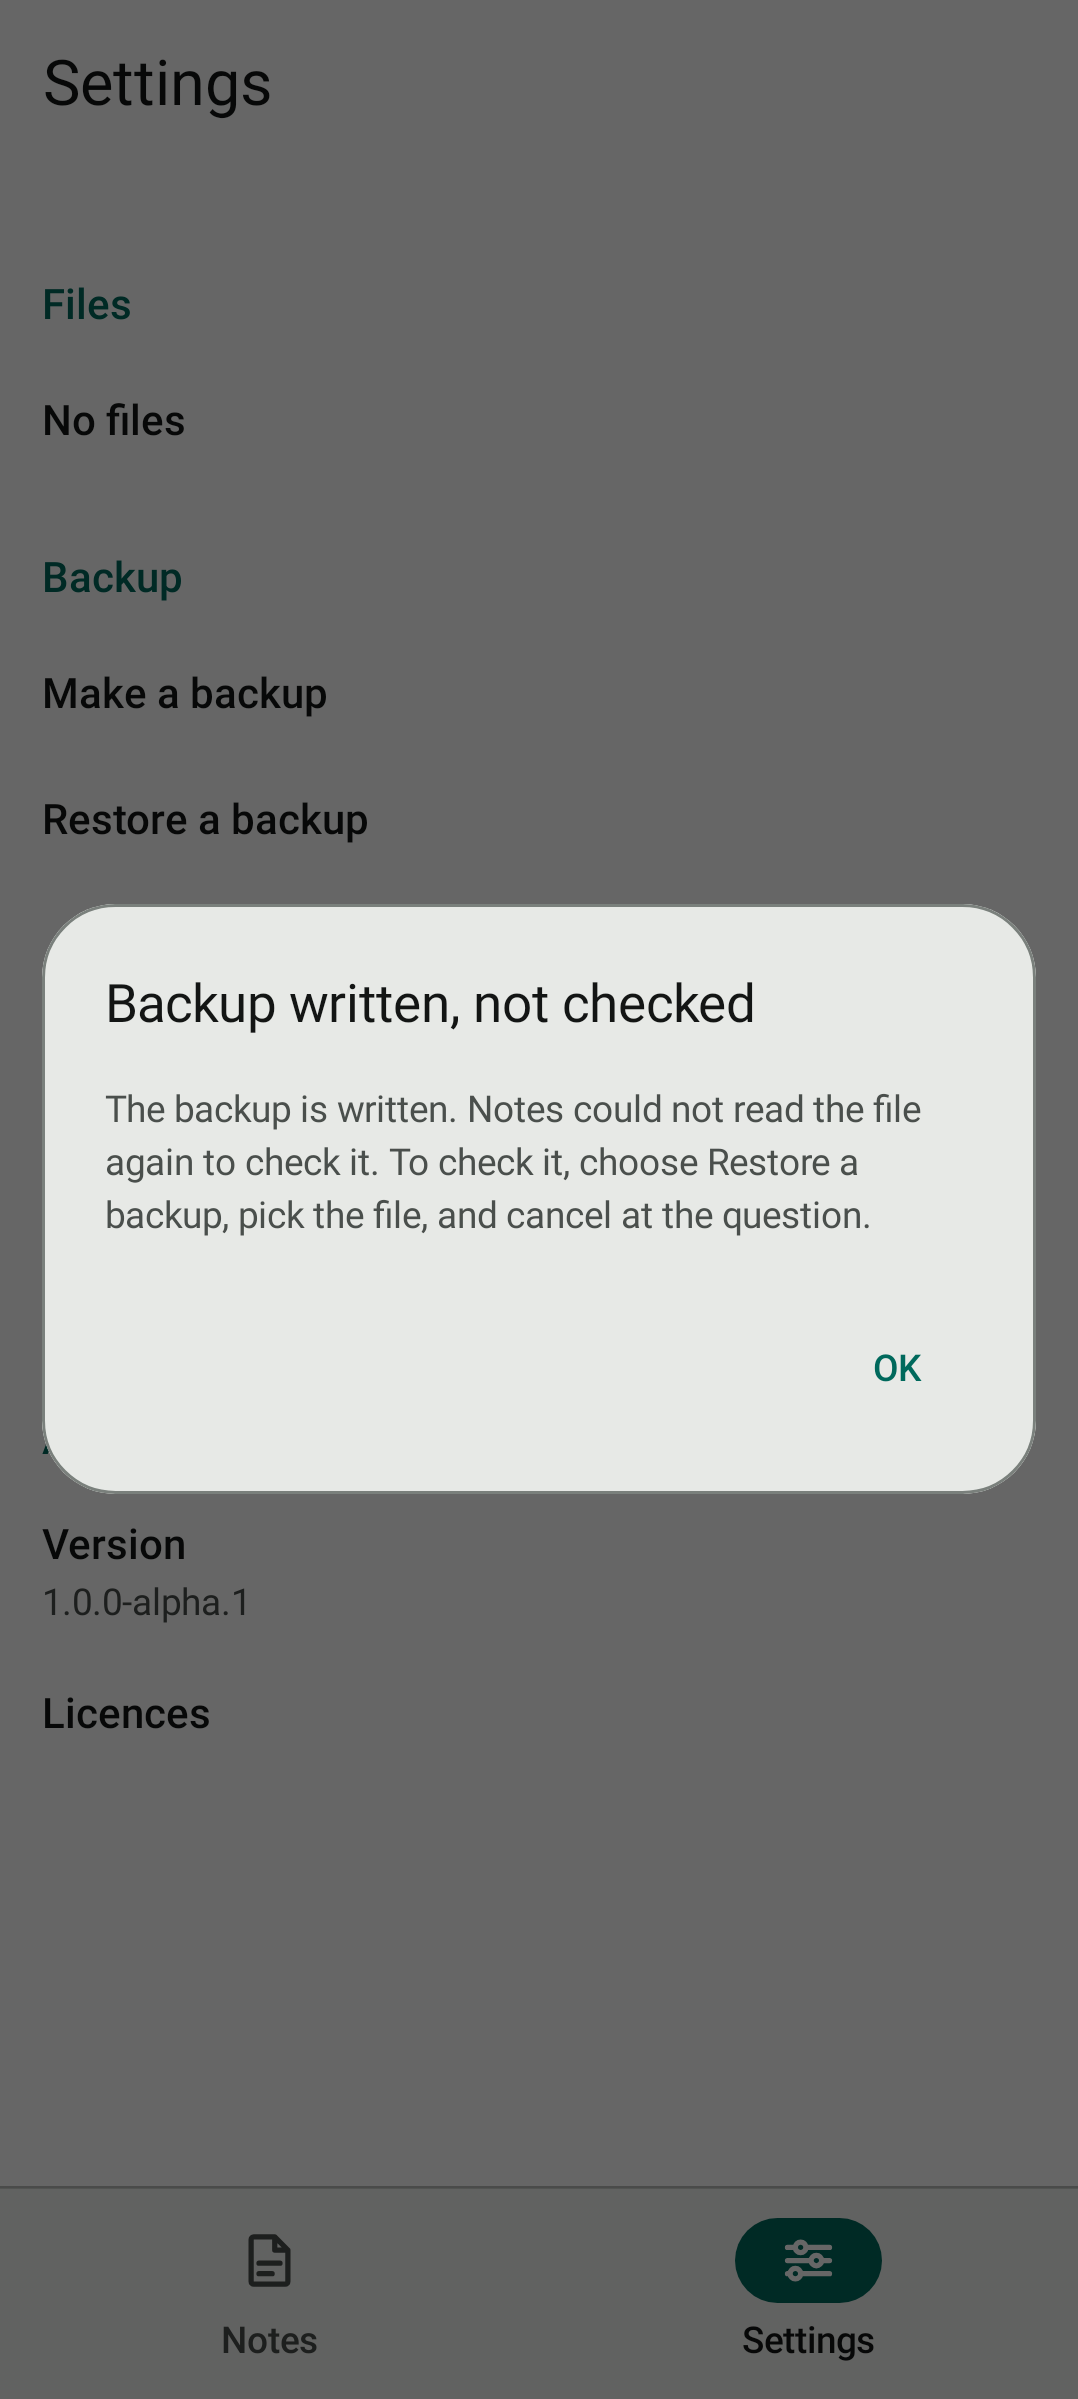 Settings
Files
No files
Backup
Make a backup
Restore a backup
Backup written, not checked
The backup is written. Notes could not read the file
again to check it. To check it, choose Restore a
backup, pick the file, and cancel at the question.
OK
Version
1.0.0-alpha.1
Licences
Notes
Settings